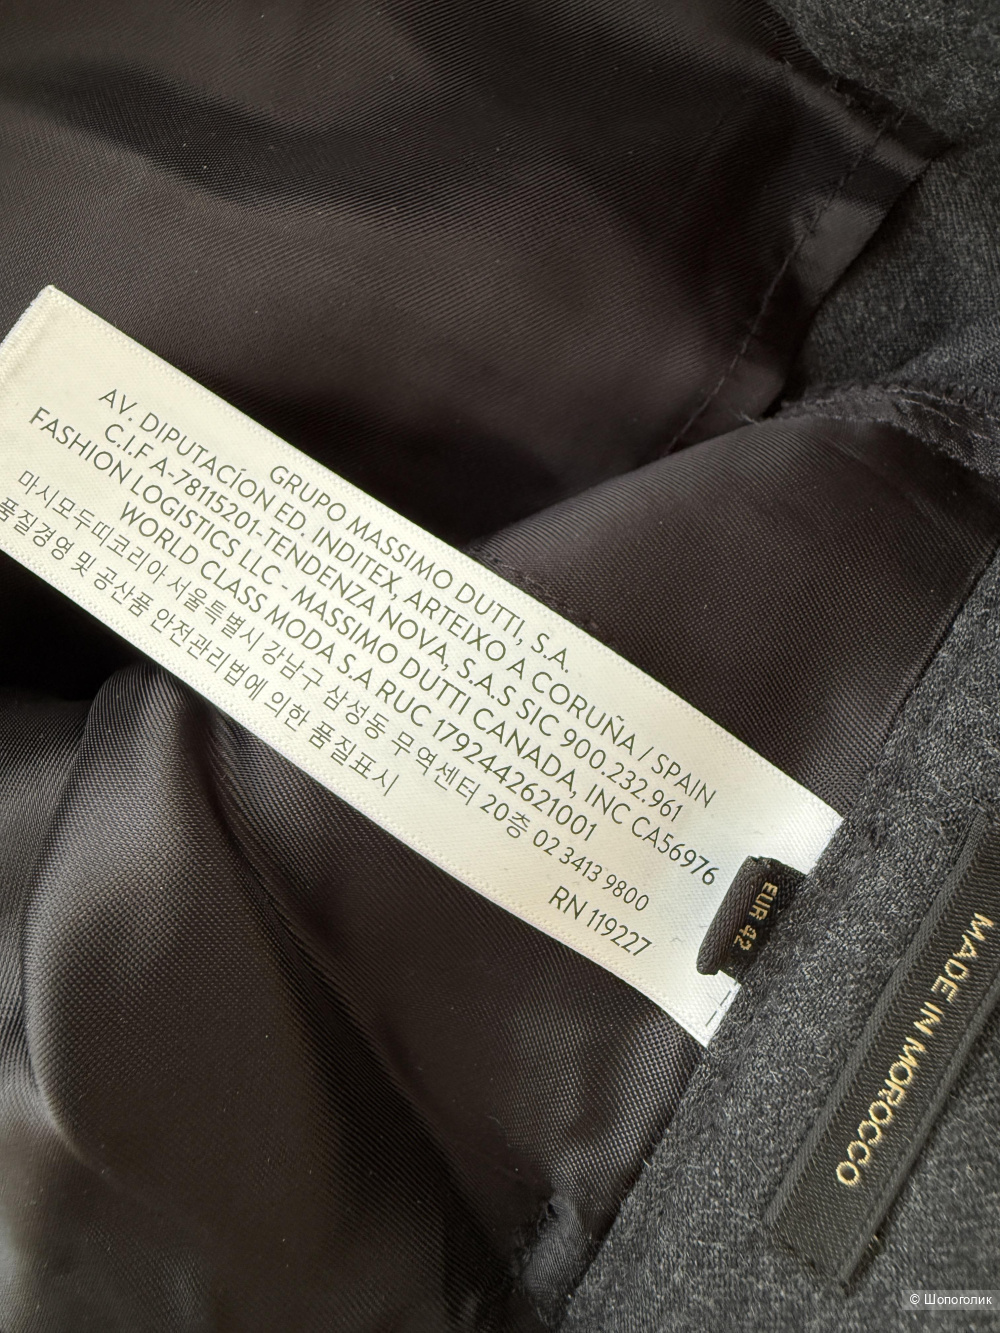 GRUPO MASSIMO DUTTI, S.A.
AV. DIPUTACÍON ED. INDITEX, ARTEIXO A CORUÑA / SPAIN
C.I.F A-78115201-TENDENZA NOVA, S.A.S SIC 900.232.961
FASHION LOGISTICS LLC - MASSIMO DUTTI CANADA, INC CA56976
WORLD CLASS MODA S.A RUC 1792442621001
마시모두띠코리아 서울특별시 강남구 삼성동 무역센터 20층 02 3413 9800
품질경영 및 공산품 안전관리법에 의한 품질표시
RN 119227
EUR 42
MADE IN MOROCCO
© Шопоголик